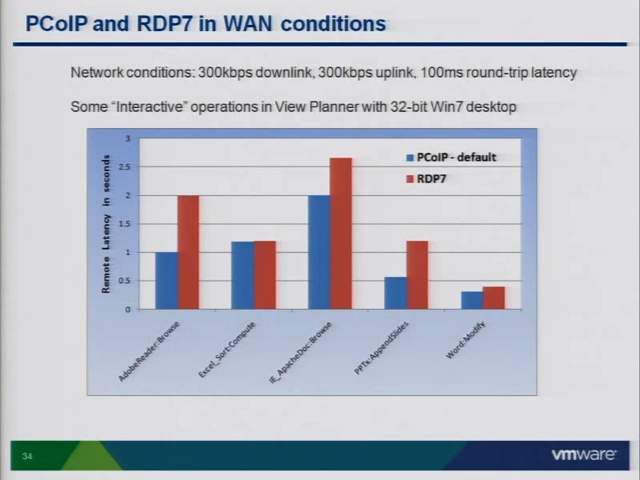 PCoIP and RDP7 in WAN conditions
Network conditions: 300kbps downlink, 300kbps uplink, 100ms round-trip latency
Some "Interactive" operations in View Planner with 32-bit Win7 desktop
Remote Latency in seconds
3
2.5
2
1.5
1
0.5
0
PCoIP - default
RDP7
AdobeReader:Browse
Excel_Sort:Compute
IE_ApacheDoc:Browse
PPTx:AppendSlides
Word:Modify
34
vmware